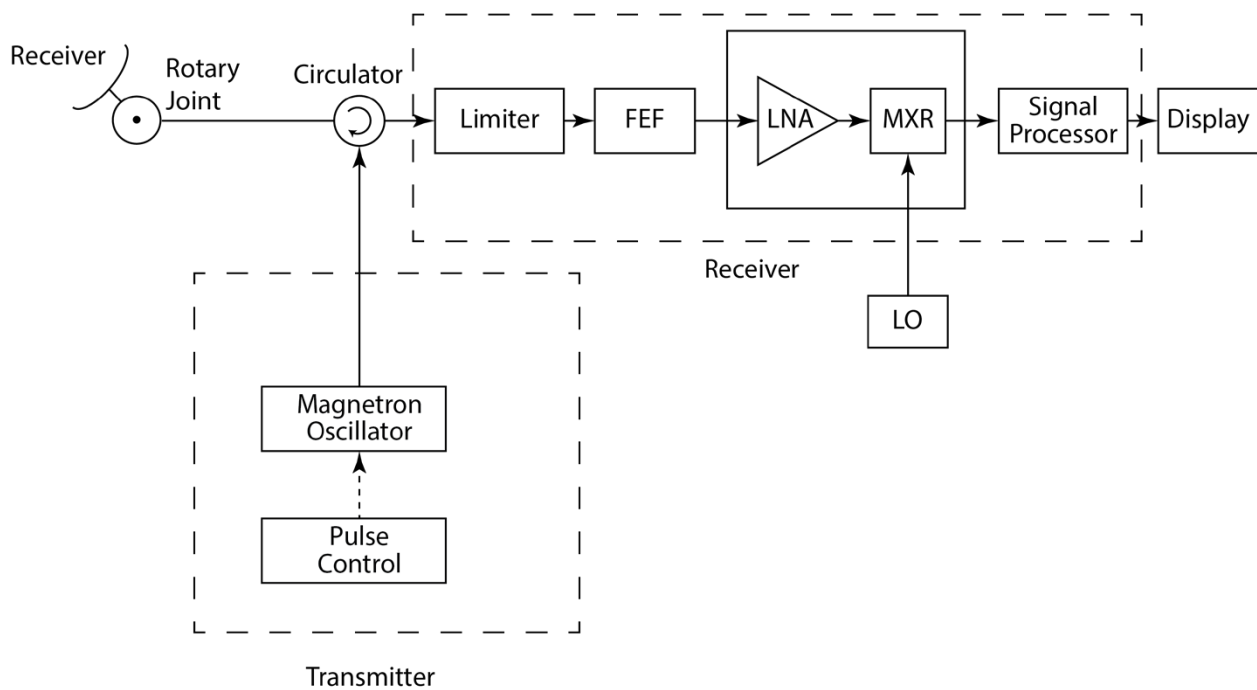 Receiver
Rotary
Joint
Circulator
Limiter
FEF
LNA
MXR
Signal
Processor
Display
Receiver
LO
Magnetron
Oscillator
Pulse
Control
Transmitter